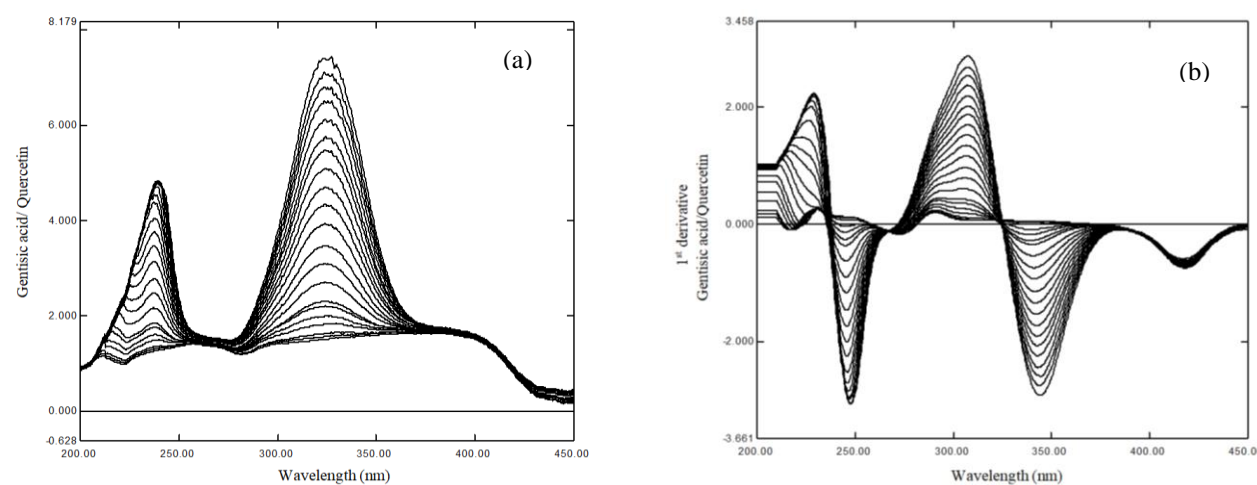 8.179
(a)
6.000
4.000
2.000
0.000
-0.628
200.00 250.00 300.00 350.00 400.00 450.00
Wavelength (nm)
Gentisic acid/ Quercetin
3.458
(b)
2.000
0.000
-2.000
-3.661
200.00 250.00 300.00 350.00 400.00 450.0
Wavelength (nm)
1st derivative
Gentisic acid/Quercetin